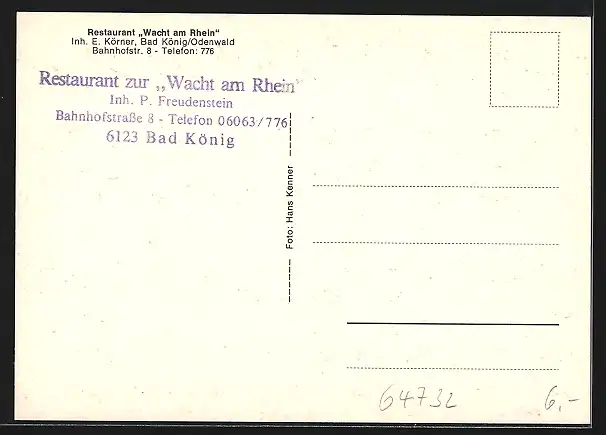 Restaurant „Wacht am Rhein“
Inh. E. Körner, Bad König/Odenwald
Bahnhofstr. 8 - Telefon: 776
Restaurant zur „Wacht am Rhein"
Inh. P. Freudenstein
Bahnhofstraße 8 - Telefon 06063/776
6123 Bad König
Foto: Hans Kenner
64732
6,-